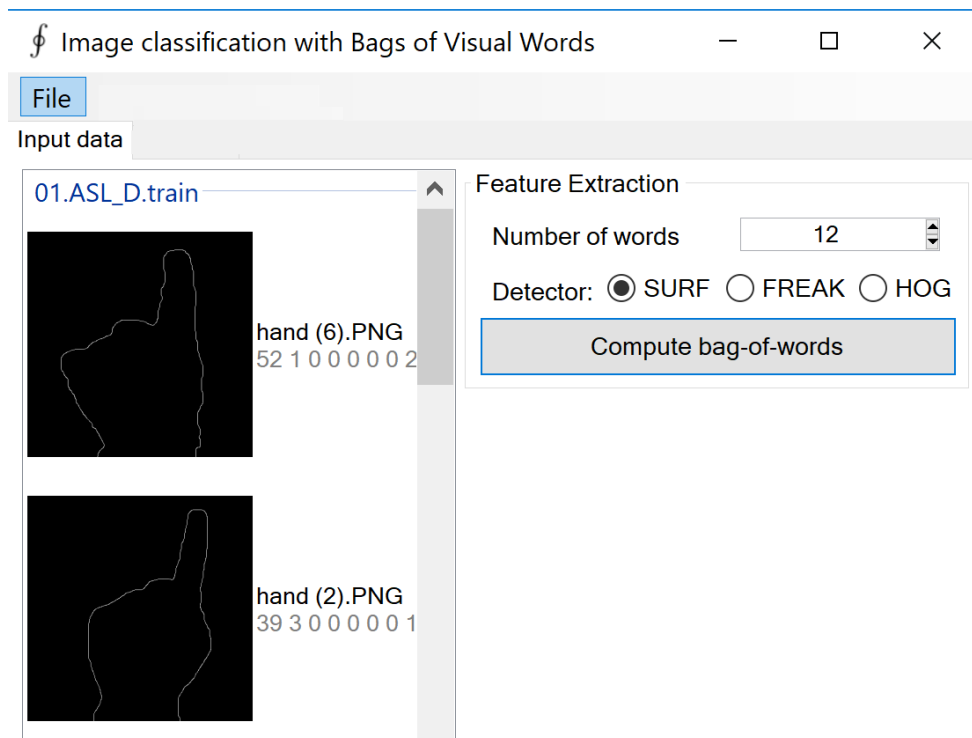 ∮ Image classification with Bags of Visual Words
File
Input data
01.ASL_D.train
hand (6).PNG
52 1 0 0 0 0 0 2
hand (2).PNG
39 3 0 0 0 0 0 1
Feature Extraction
Number of words 12
Detector: SURF FREAK HOG
Compute bag-of-words